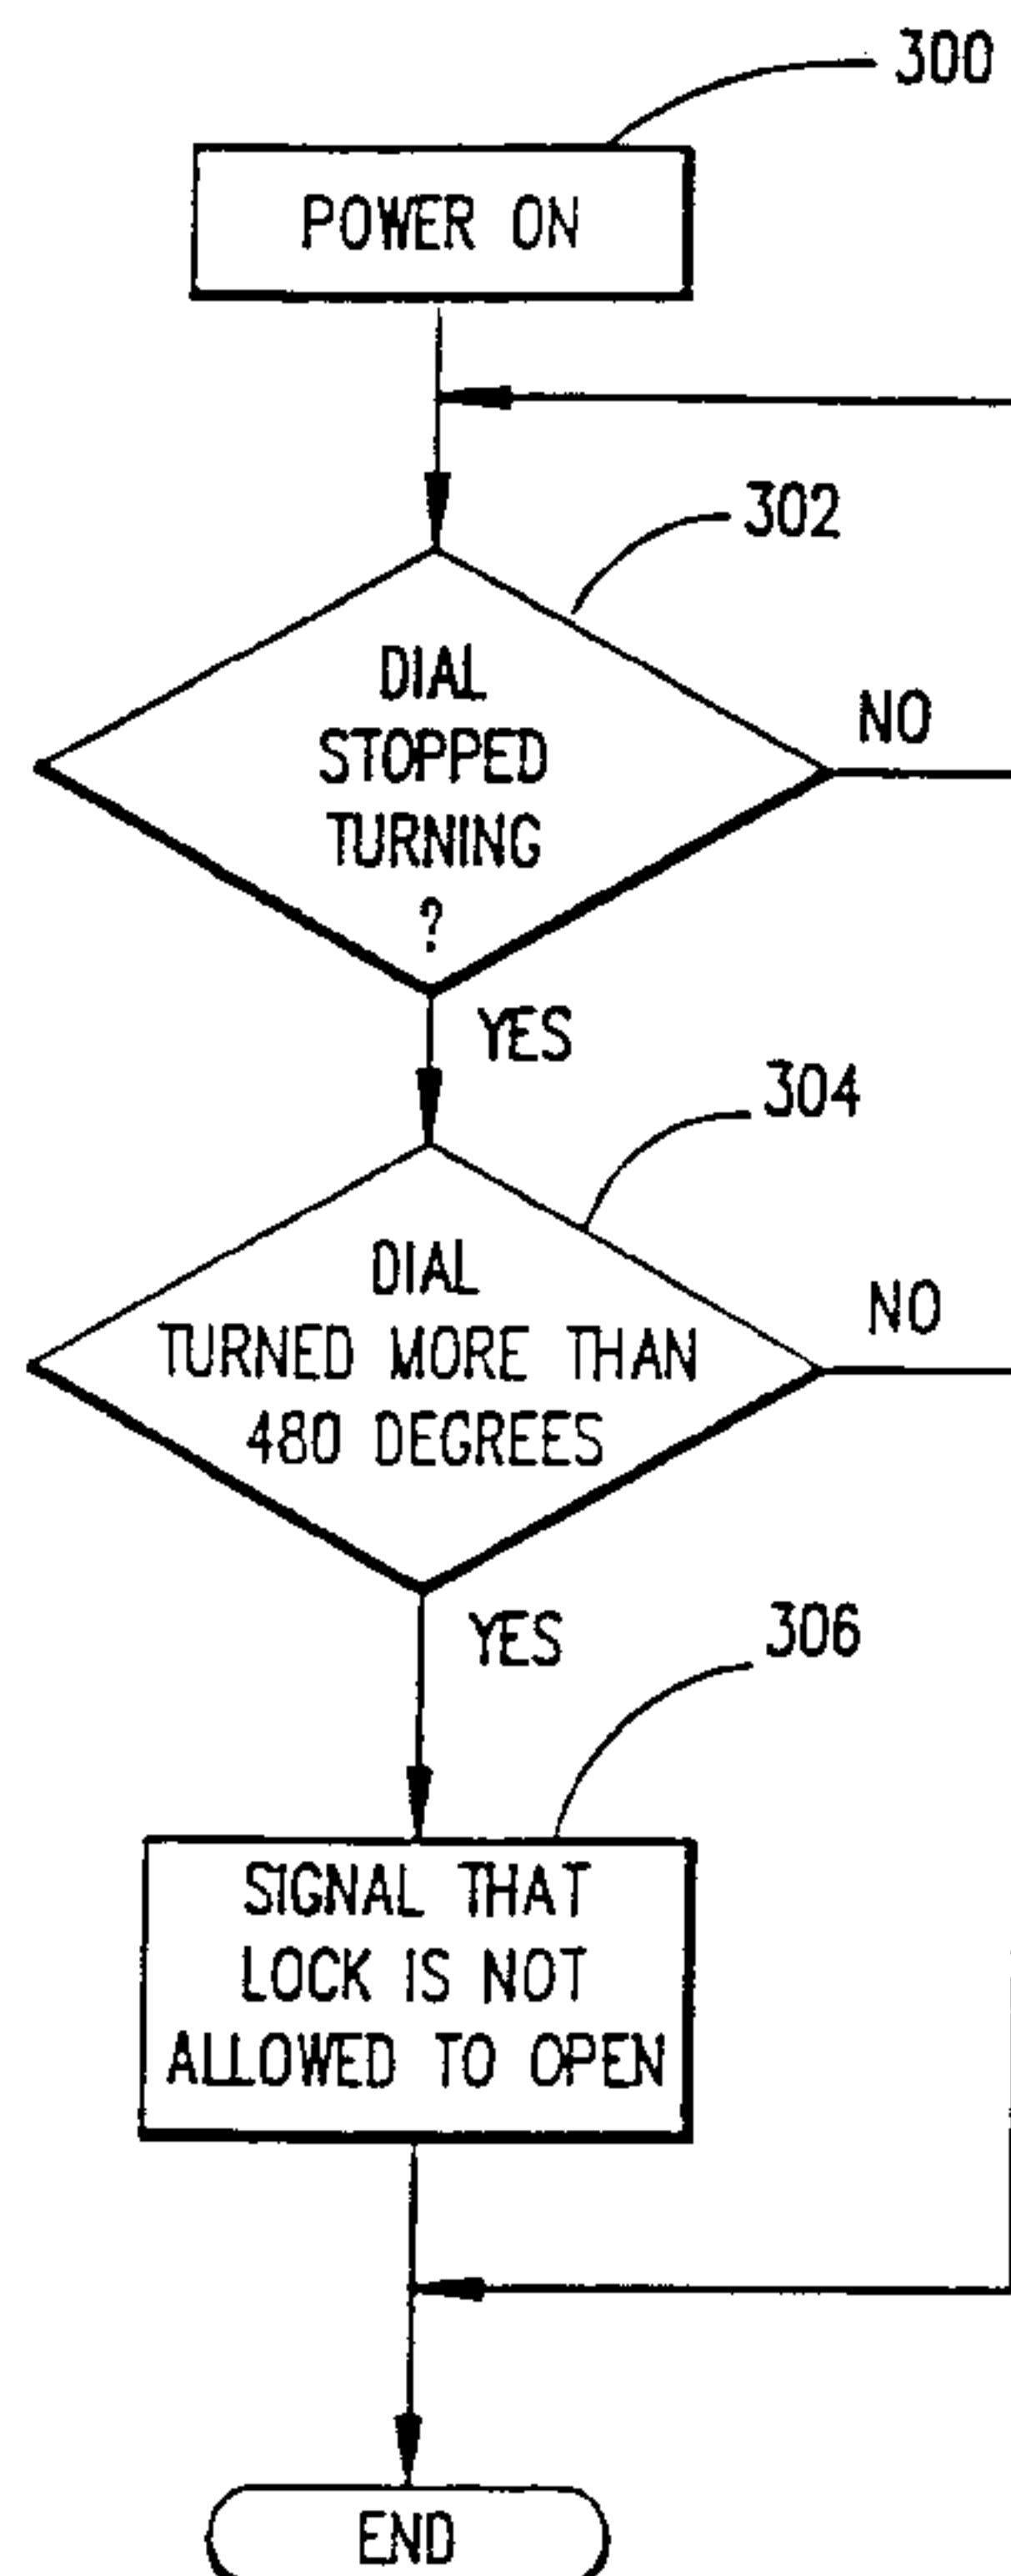 300
POWER ON
302
DIAL
STOPPED
TURNING
?
NO
YES
304
DIAL
TURNED MORE THAN
480 DEGREES
NO
YES
306
SIGNAL THAT
LOCK IS NOT
ALLOWED TO OPEN
END